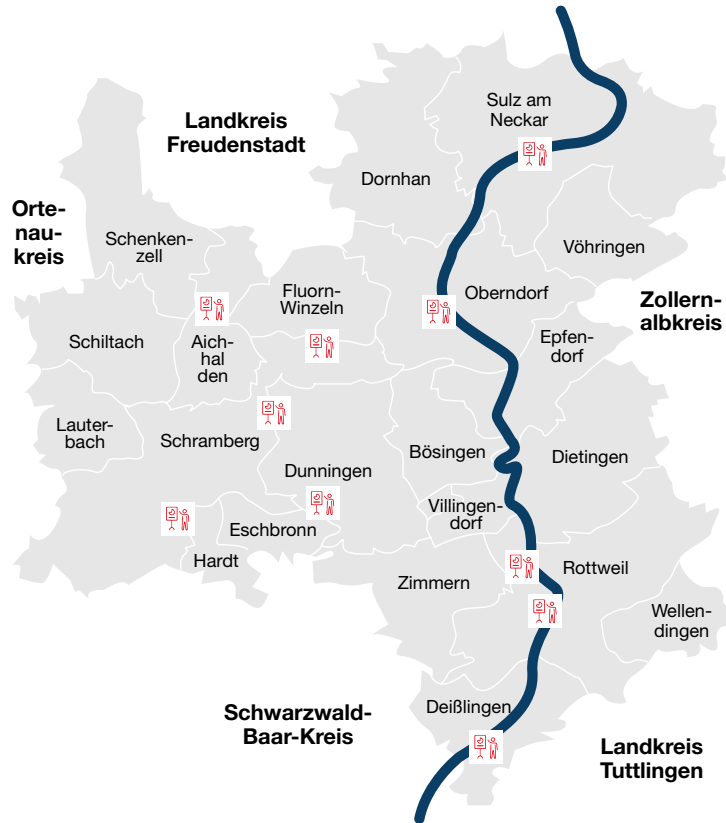 Sulz am
Neckar
Landkreis
Freudenstadt
Dornhan
Orte-
nau-
kreis
Schenken-
zell
Vöhringen
Fluorn-
Winzeln
Oberndorf
Zollern-
albkreis
Schiltach
Aich-
hal
den
Epfen-
dorf
Lauter-
bach
Schramberg
Bösingen
Dietingen
Dunningen
Villingen-
dorf
Eschbronn
Hardt
Zimmern
Rottweil
Wellen-
dingen
Deißlingen
Schwarzwald-
Baar-Kreis
Landkreis
Tuttlingen